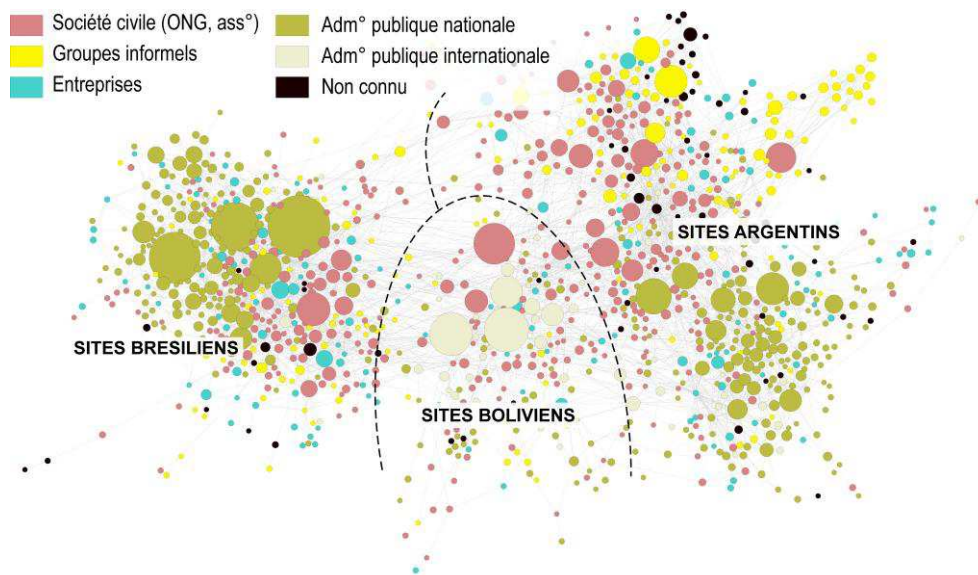 Société civile (ONG, ass°)
Groupes informels
Entreprises
Adm° publique nationale
Adm° publique internationale
Non connu
SITES ARGENTINS
SITES BRESILIENS
SITES BOLIVIENS